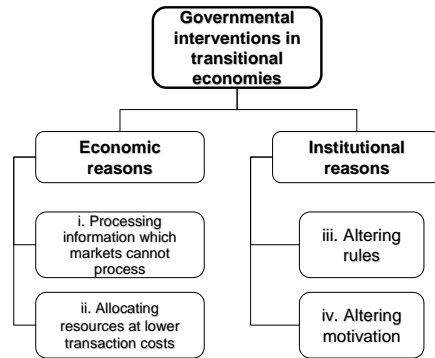 Governmental
interventions in
transitional
economies
Economic
reasons
Institutional
reasons
i. Processing
information which
markets cannot
process
iii. Altering
rules
ii. Allocating
resources at lower
transaction costs
iv. Altering
motivation